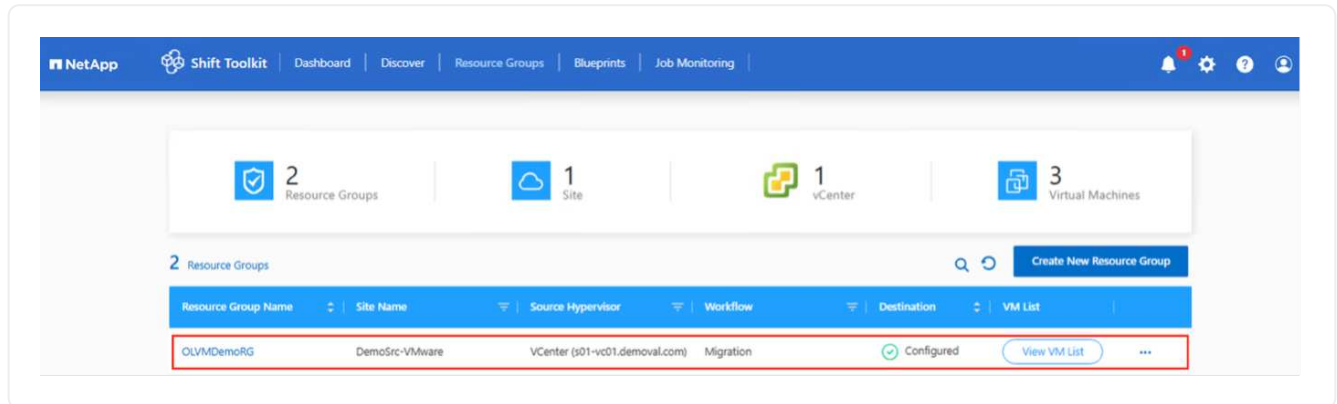 NetApp Shift Toolkit Dashboard Discover Resource Groups Blueprints Job Monitoring 1 ?
2 1 1 3
Resource Groups Site vCenter Virtual Machines
2 Resource Groups Create New Resource Group
Resource Group Name Site Name Source Hypervisor Workflow Destination VM List
OLVMDemoRG DemoSrc-VMware VCenter (s01-vc01.demoval.com) Migration Configured View VM List ...